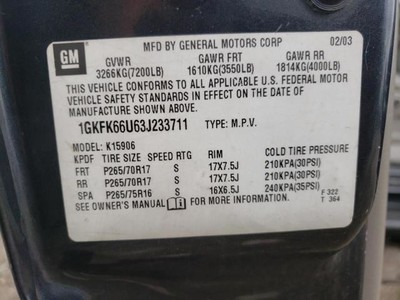 GM
MFD BY GENERAL MOTORS CORP 02/03
GVWR GAWR FRT GAWR RR
3266KG(7200LB) 1610KG(3550LB) 1814KG(4000LB)
THIS VEHICLE CONFORMS TO ALL APPLICABLE U.S. FEDERAL MOTOR
VEHICLE SAFETY STANDARDS IN EFFECT ON THE DATE OF
MANUFACTURE SHOWN ABOVE.
1GKFK66U63J233711 TYPE: M.P.V.
MODEL: K15906
KPDF TIRE SIZE SPEED RTG RIM COLD TIRE PRESSURE
FRT P265/70R17 S 17X7.5J 210KPA(30PSI)
RR P265/70R17 S 17X7.5J 210KPA(30PSI)
SPA P265/75R16 S 16X6.5J 240KPA(35PSI)
SEE OWNER'S MANUAL FOR MORE INFORMATION
F 322
T 364